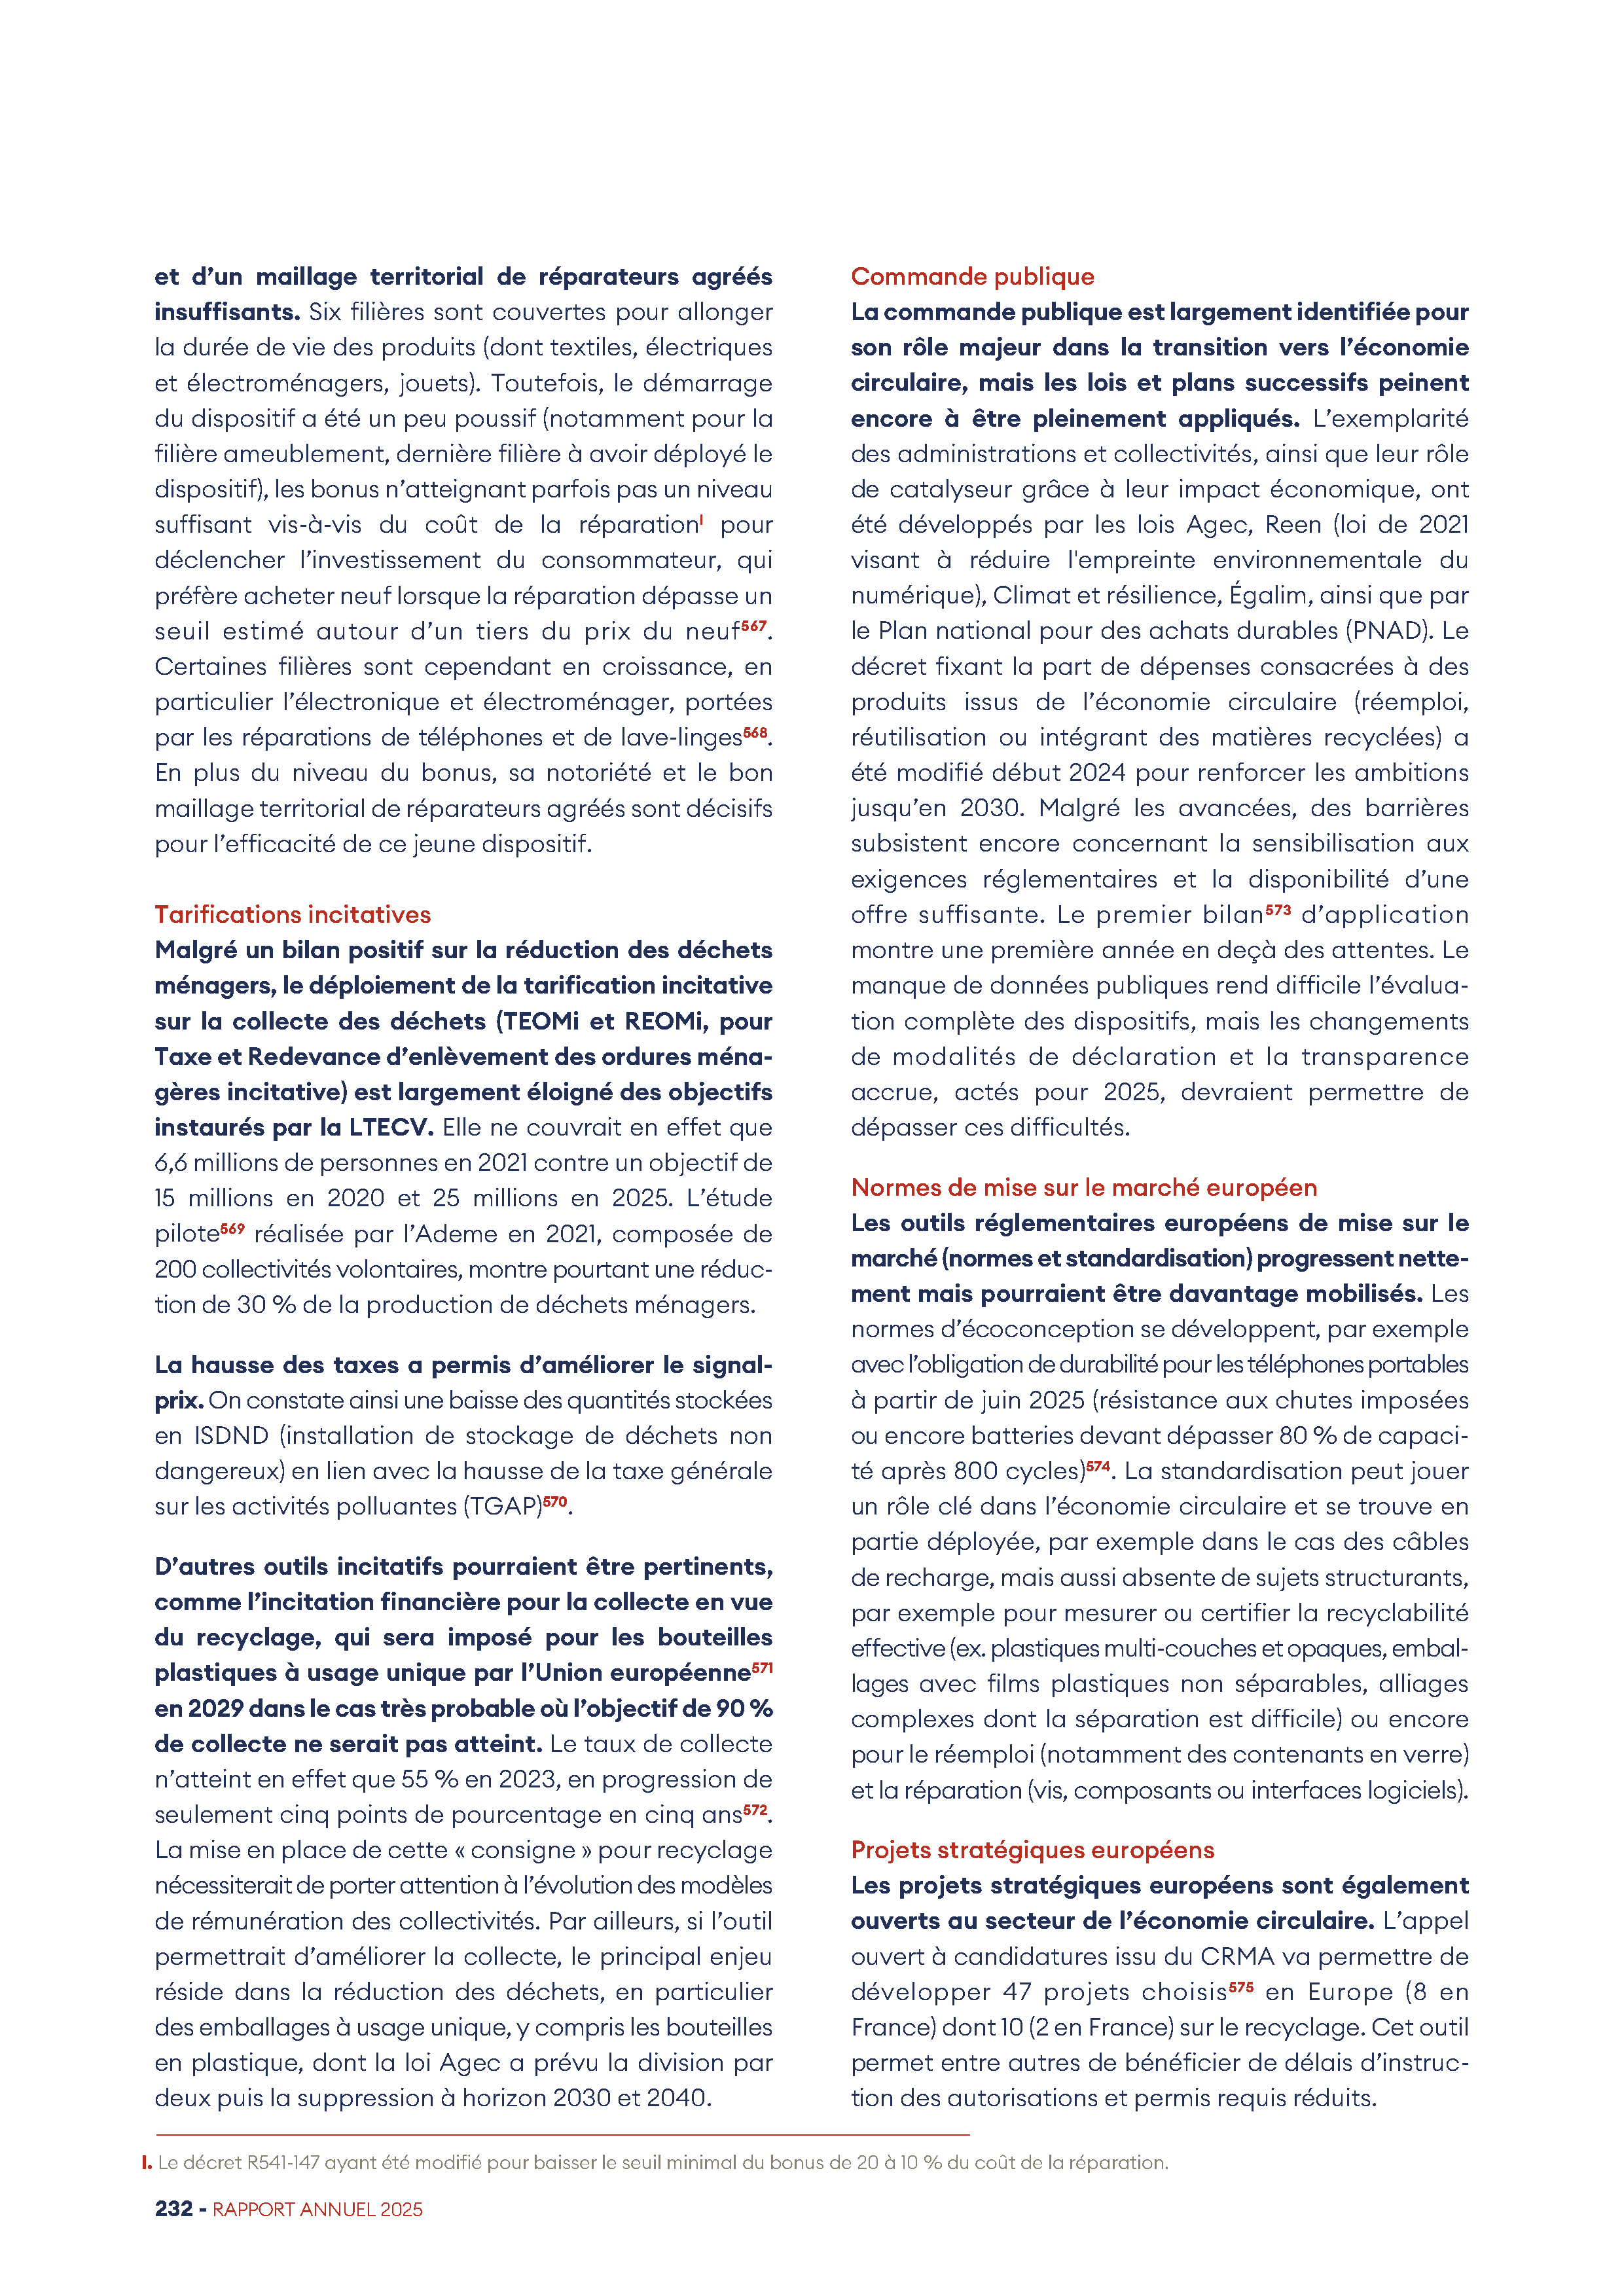 et d’un maillage territorial de réparateurs agréés
insuffisants. Six filières sont couvertes pour allonger
la durée de vie des produits (dont textiles, électriques
et électroménagers, jouets). Toutefois, le démarrage
du dispositif a été un peu poussif (notamment pour la
filière ameublement, dernière filière à avoir déployé le
dispositif), les bonus n’atteignant parfois pas un niveau
suffisant vis-à-vis du coût de la réparationI pour
déclencher l’investissement du consommateur, qui
préfère acheter neuf lorsque la réparation dépasse un
seuil estimé autour d’un tiers du prix du neuf567.
Certaines filières sont cependant en croissance, en
particulier l’électronique et électroménager, portées
par les réparations de téléphones et de lave-linges568.
En plus du niveau du bonus, sa notoriété et le bon
maillage territorial de réparateurs agréés sont décisifs
pour l’efficacité de ce jeune dispositif.
Tarifications incitatives
Malgré un bilan positif sur la réduction des déchets
ménagers, le déploiement de la tarification incitative
sur la collecte des déchets (TEOMi et REOMi, pour
Taxe et Redevance d’enlèvement des ordures ména-
gères incitative) est largement éloigné des objectifs
instaurés par la LTECV. Elle ne couvrait en effet que
6,6 millions de personnes en 2021 contre un objectif de
15 millions en 2020 et 25 millions en 2025. L’étude
pilote569 réalisée par l’Ademe en 2021, composée de
200 collectivités volontaires, montre pourtant une réduc-
tion de 30 % de la production de déchets ménagers.
La hausse des taxes a permis d’améliorer le signal-
prix. On constate ainsi une baisse des quantités stockées
en ISDND (installation de stockage de déchets non
dangereux) en lien avec la hausse de la taxe générale
sur les activités polluantes (TGAP)570.
D’autres outils incitatifs pourraient être pertinents,
comme l’incitation financière pour la collecte en vue
du recyclage, qui sera imposé pour les bouteilles
plastiques à usage unique par l’Union européenne571
en 2029 dans le cas très probable où l’objectif de 90 %
de collecte ne serait pas atteint. Le taux de collecte
n’atteint en effet que 55 % en 2023, en progression de
seulement cinq points de pourcentage en cinq ans572.
La mise en place de cette « consigne » pour recyclage
nécessiterait de porter attention à l’évolution des modèles
de rémunération des collectivités. Par ailleurs, si l’outil
permettrait d’améliorer la collecte, le principal enjeu
réside dans la réduction des déchets, en particulier
des emballages à usage unique, y compris les bouteilles
en plastique, dont la loi Agec a prévu la division par
deux puis la suppression à horizon 2030 et 2040.
Commande publique
La commande publique est largement identifiée pour
son rôle majeur dans la transition vers l’économie
circulaire, mais les lois et plans successifs peinent
encore à être pleinement appliqués. L’exemplarité
des administrations et collectivités, ainsi que leur rôle
de catalyseur grâce à leur impact économique, ont
été développés par les lois Agec, Reen (loi de 2021
visant à réduire l'empreinte environnementale du
numérique), Climat et résilience, Égalim, ainsi que par
le Plan national pour des achats durables (PNAD). Le
décret fixant la part de dépenses consacrées à des
produits issus de l’économie circulaire (réemploi,
réutilisation ou intégrant des matières recyclées) a
été modifié début 2024 pour renforcer les ambitions
jusqu’en 2030. Malgré les avancées, des barrières
subsistent encore concernant la sensibilisation aux
exigences réglementaires et la disponibilité d’une
offre suffisante. Le premier bilan573 d’application
montre une première année en deçà des attentes. Le
manque de données publiques rend difficile l’évalua-
tion complète des dispositifs, mais les changements
de modalités de déclaration et la transparence
accrue, actés pour 2025, devraient permettre de
dépasser ces difficultés.
Normes de mise sur le marché européen
Les outils réglementaires européens de mise sur le
marché (normes et standardisation) progressent nette-
ment mais pourraient être davantage mobilisés. Les
normes d’écoconception se développent, par exemple
avec l’obligation de durabilité pour les téléphones portables
à partir de juin 2025 (résistance aux chutes imposées
ou encore batteries devant dépasser 80 % de capaci-
té après 800 cycles)574. La standardisation peut jouer
un rôle clé dans l’économie circulaire et se trouve en
partie déployée, par exemple dans le cas des câbles
de recharge, mais aussi absente de sujets structurants,
par exemple pour mesurer ou certifier la recyclabilité
effective (ex. plastiques multi-couches et opaques, embal-
lages avec films plastiques non séparables, alliages
complexes dont la séparation est difficile) ou encore
pour le réemploi (notamment des contenants en verre)
et la réparation (vis, composants ou interfaces logiciels).
Projets stratégiques européens
Les projets stratégiques européens sont également
ouverts au secteur de l’économie circulaire. L’appel
ouvert à candidatures issu du CRMA va permettre de
développer 47 projets choisis575 en Europe (8 en
France) dont 10 (2 en France) sur le recyclage. Cet outil
permet entre autres de bénéficier de délais d’instruc-
tion des autorisations et permis requis réduits.
I. Le décret R541-147 ayant été modifié pour baisser le seuil minimal du bonus de 20 à 10 % du coût de la réparation.
232 - RAPPORT ANNUEL 2025